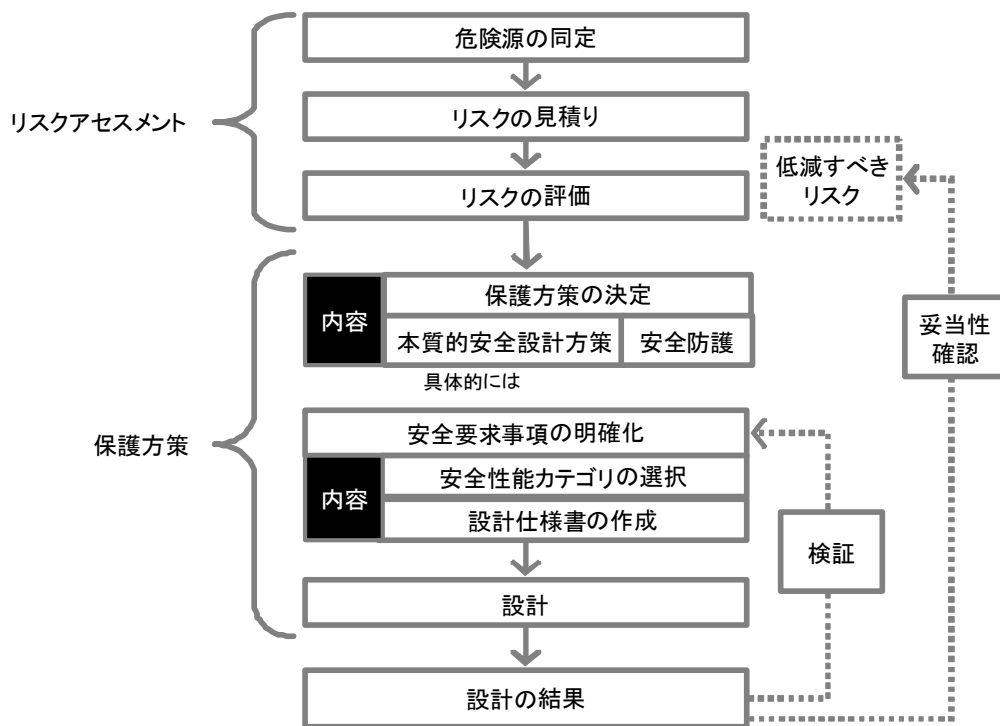 危険源の同定
リスクアセスメント
リスクの見積り
低減すべき
リスク
リスクの評価
内容
保護方策の決定
本質的安全設計方策
安全防護
具体的には
妥当性
確認
保護方策
安全要求事項の明確化
内容
安全性能カテゴリの選択
設計仕様書の作成
検証
設計
設計の結果